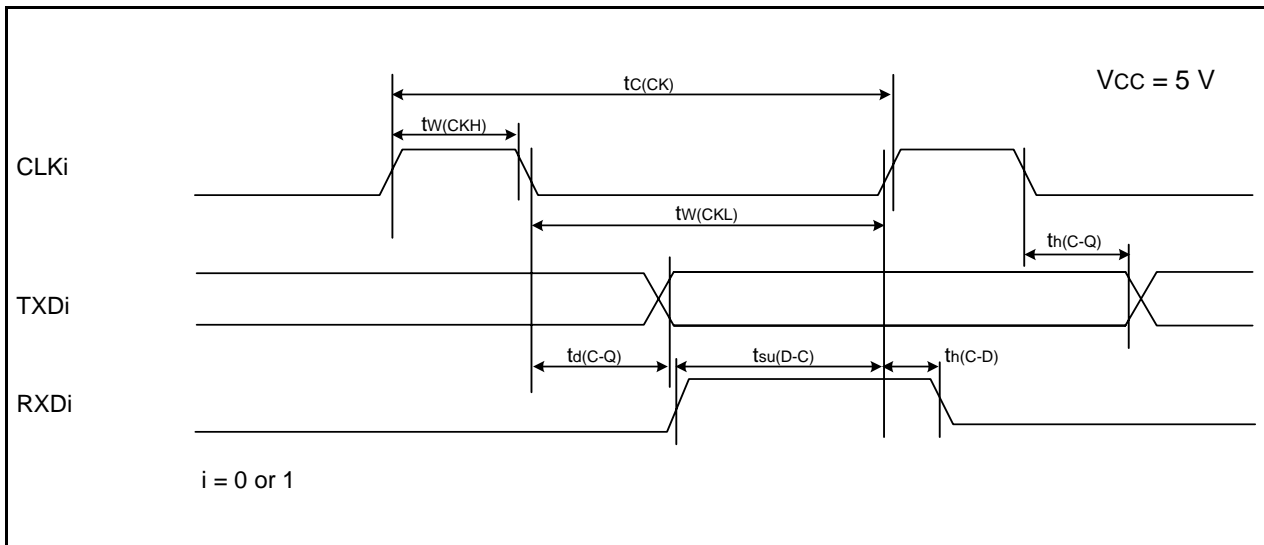 VCC = 5 V
tC(CK)
tW(CKH)
CLKi
tW(CKL)
th(C-Q)
TXDi
td(C-Q)
tsu(D-C)
th(C-D)
RXDi
i = 0 or 1